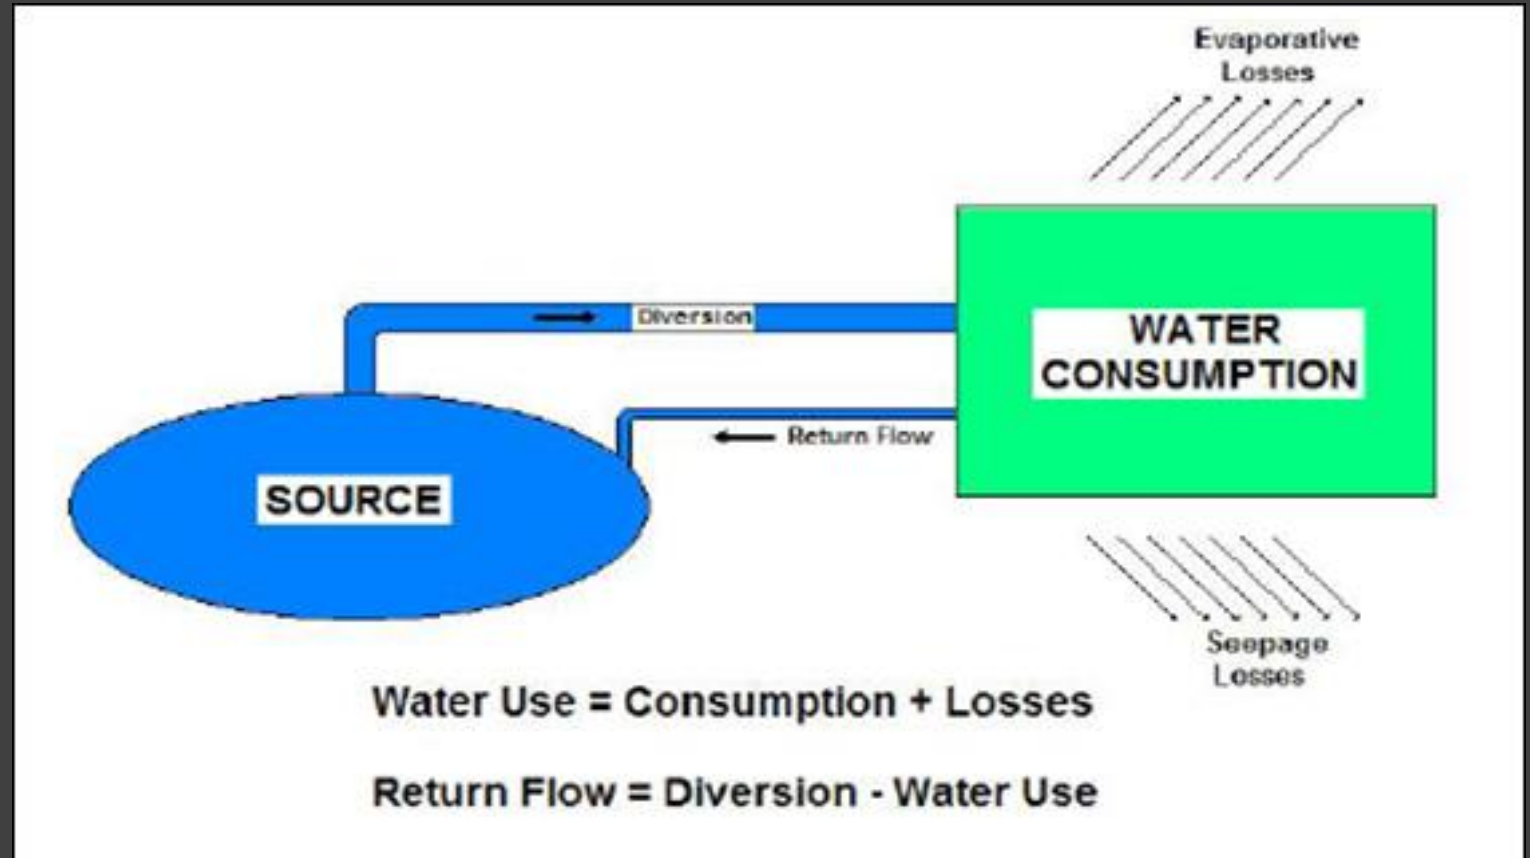 Evaporative
Losses
Diversion
WATER
CONSUMPTION
Return Flow
SOURCE
Seepage
Losses
Water Use = Consumption + Losses
Return Flow = Diversion - Water Use